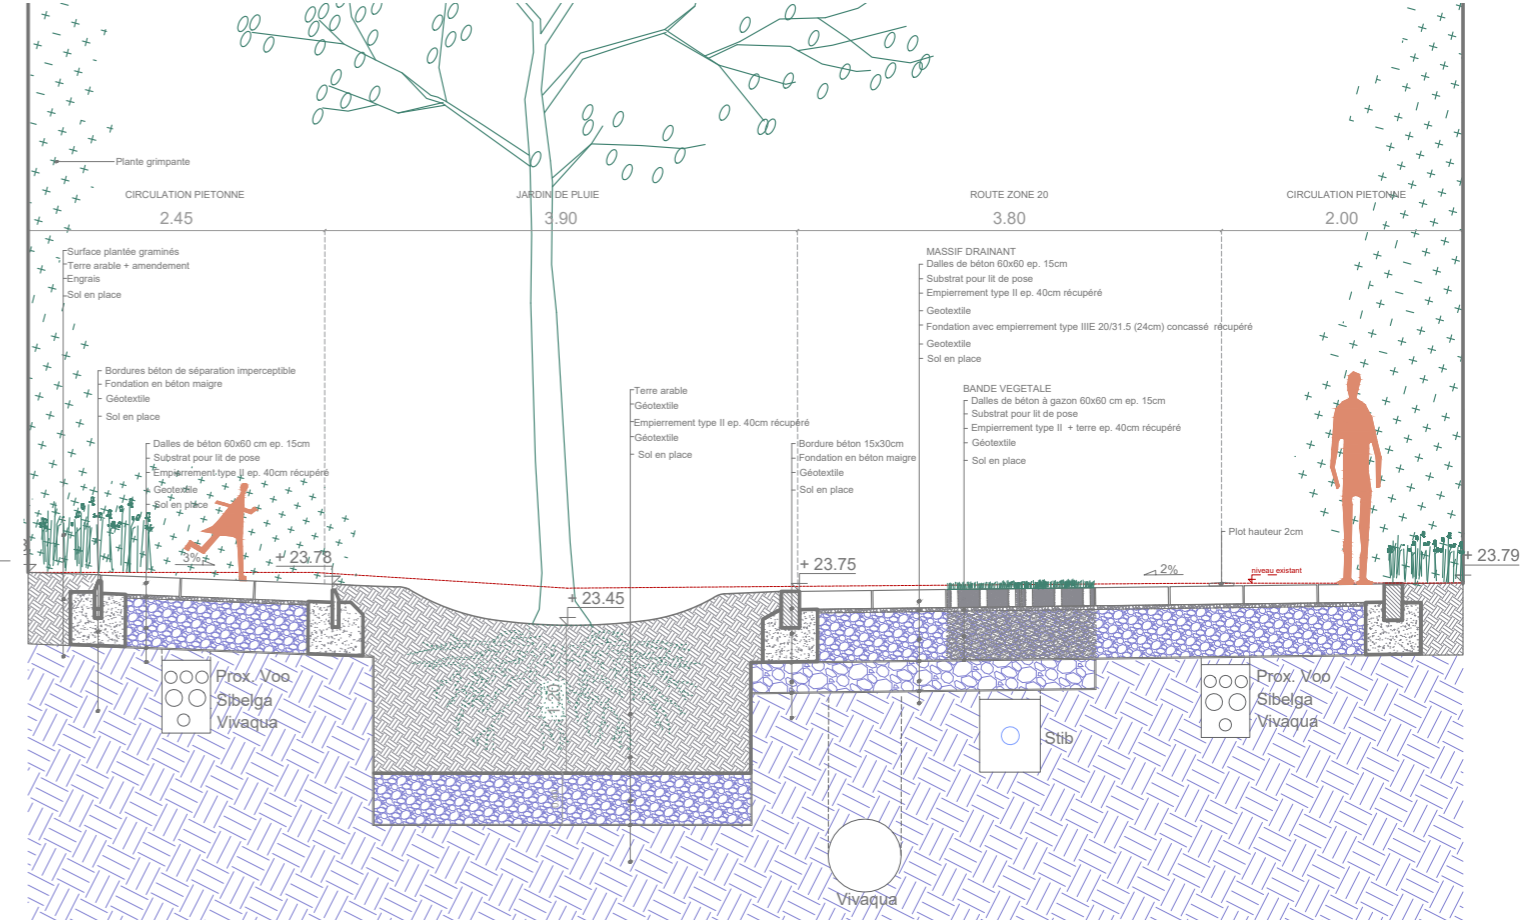 Plante grimpante
CIRCULATION PIETONNE
JARDIN DE PLUIE
ROUTE ZONE 20
CIRCULATION PIETONNE
2.45
3.90
3.80
2.00
Surface plantée graminés
Terre arable + amendement
Engrais
Sol en place
MASSIF DRAINANT
Dalles de béton 60x60 ep. 15cm
Substrat pour lit de pose
Empierrement type II ep. 40cm récupéré
Geotextile
Fondation avec empierrement type IIIE 20/31.5 (24cm) concassé récupéré
Geotextile
Sol en place
Bordures béton de séparation imperceptible
Fondation en béton maigre
Géotextile
Sol en place
Terre arable
Géotextile
Empierrement type II ep. 40cm récupéré
Géotextile
Sol en place
BANDE VEGETALE
Dalles de béton à gazon 60x60 cm ep. 15cm
Substrat pour lit de pose
Empierrement type II + terre ep. 40cm récupéré
Géotextile
Sol en place
Dalles de béton 60x60 cm ep. 15cm
Substrat pour lit de pose
Empierrement type II ep. 40cm récupéré
Geotextile
Sol en place
Bordure béton 15x30cm
Fondation en béton maigre
Géotextile
Sol en place
Plot hauteur 2cm
3%
+ 23.78
+ 23.75
2%
niveau existant
+ 23.79
+ 23.45
Prox. Voo
Sibelga
Vivaqua
1.20
Stib
Prox. Voo
Sibelga
Vivaqua
Vivaqua